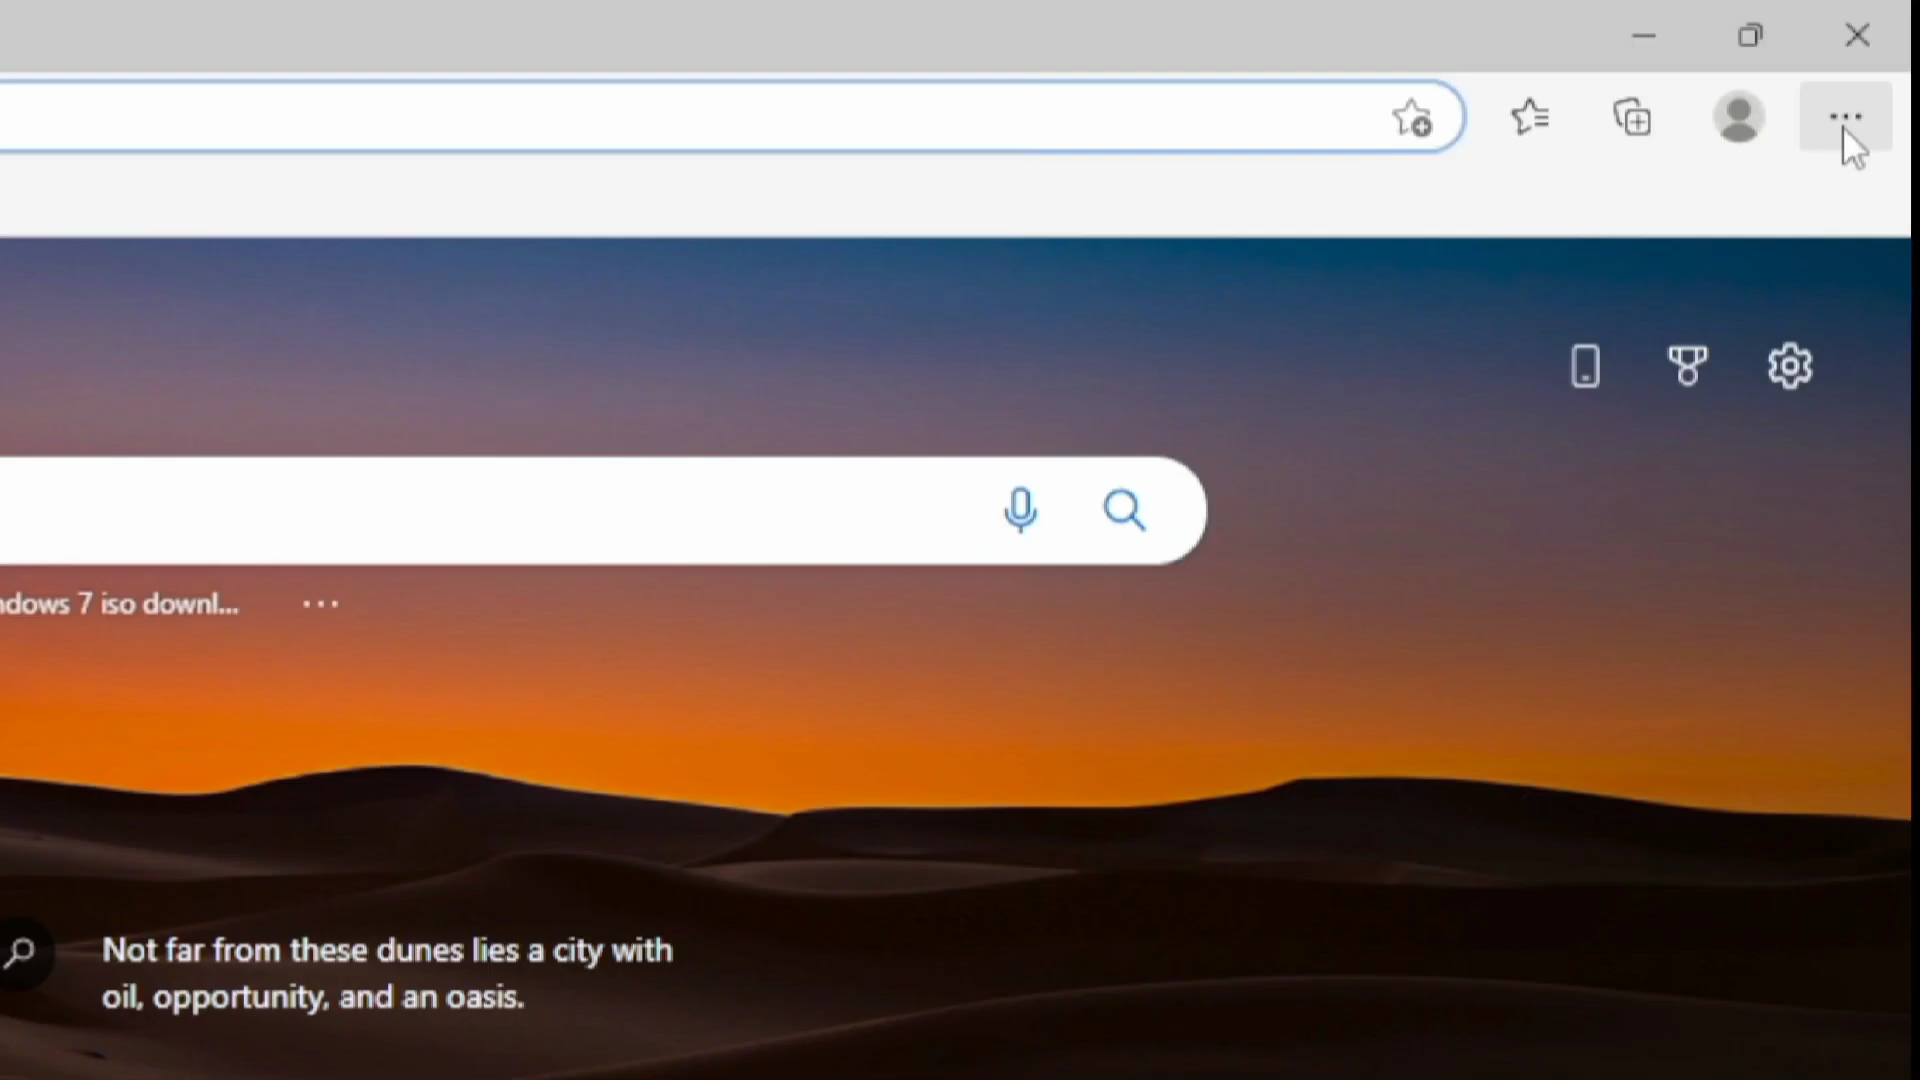 ndows 7 iso downl...
Not far from these dunes lies a city with
oil, opportunity, and an oasis.